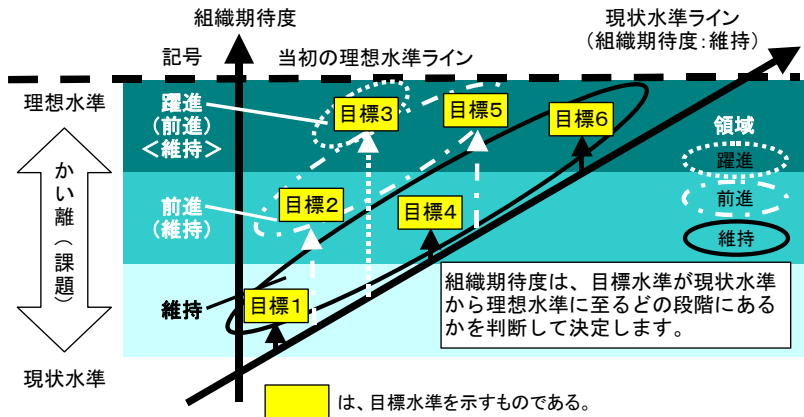 組織期待度
現状水準ライン
（組織期待度：維持）
記号
当初の理想水準ライン
理想水準
躍進
（前進）
＜維持＞
目標3
目標5
目標6
領域
躍進
前進
維持
かい離（課題）
前進
（維持）
目標2
目標4
維持
目標1
組織期待度は、目標水準が現状水準
から理想水準に至るどの段階にある
かを判断して決定します。
現状水準
は、目標水準を示すものである。